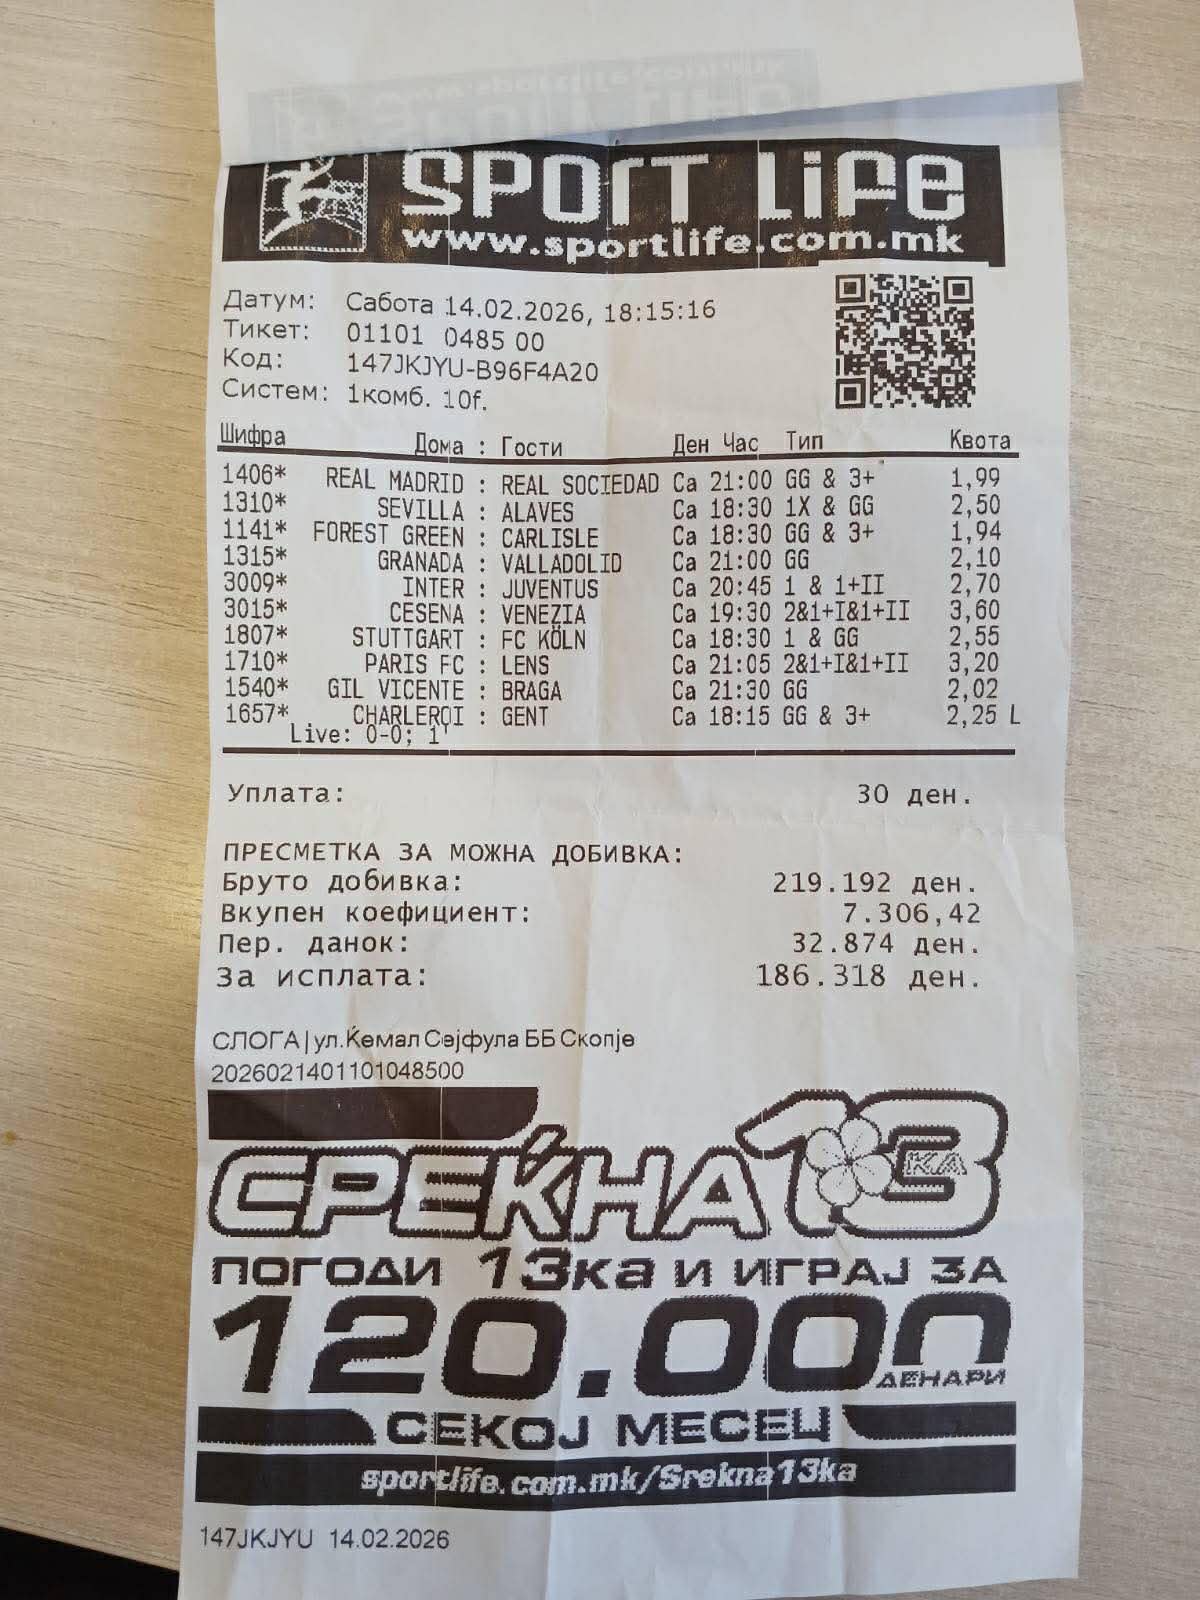 SPORT LIFE
www.sportlife.com.mk
Датум: Сабота 14.02.2026, 18:15:16
Тикет: 01101 0485 00
Код: 147JKJYU-B96F4A20
Систем: 1комб. 10f.
Шифра Дома : Гости Ден Час Тип Квота
1406* REAL MADRID : REAL SOCIEDAD Са 21:00 GG & 3+ 1,99
1310* SEVILLA : ALAVES Са 18:30 1X & GG 2,50
1141* FOREST GREEN : CARLISLE Са 18:30 GG & 3+ 1,94
1315* GRANADA : VALLADOLID Са 21:00 GG 2,10
3009* INTER : JUVENTUS Са 20:45 1 & 1+II 2,70
3015* CESENA : VENEZIA Са 19:30 2&1+I&1+II 3,60
1807* STUTTGART : FC KÖLN Са 18:30 1 & GG 2,55
1710* PARIS FC : LENS Са 21:05 2&1+I&1+II 3,20
1540* GIL VICENTE : BRAGA Са 21:30 GG 2,02
1657* CHARLEROI : GENT Са 18:15 GG & 3+ 2,25 L
Live: 0-0; 1'
Уплата: 30 ден.
ПРЕСМЕТКА ЗА МОЖНА ДОБИВКА:
Бруто добивка: 219.192 ден.
Вкупен коефициент: 7.306,42
Пер. данок: 32.874 ден.
За исплата: 186.318 ден.
СЛОГА|ул.Ќемал Сејфула ББ Скопје
2026021401101048500
СРЕЌНА 13КА
ПОГОДИ 13ка И ИГРАЈ ЗА
120.000
ДЕНАРИ
СЕКОЈ МЕСЕЦ
sportlife.com.mk/Srekna13ka
147JKJYU 14.02.2026